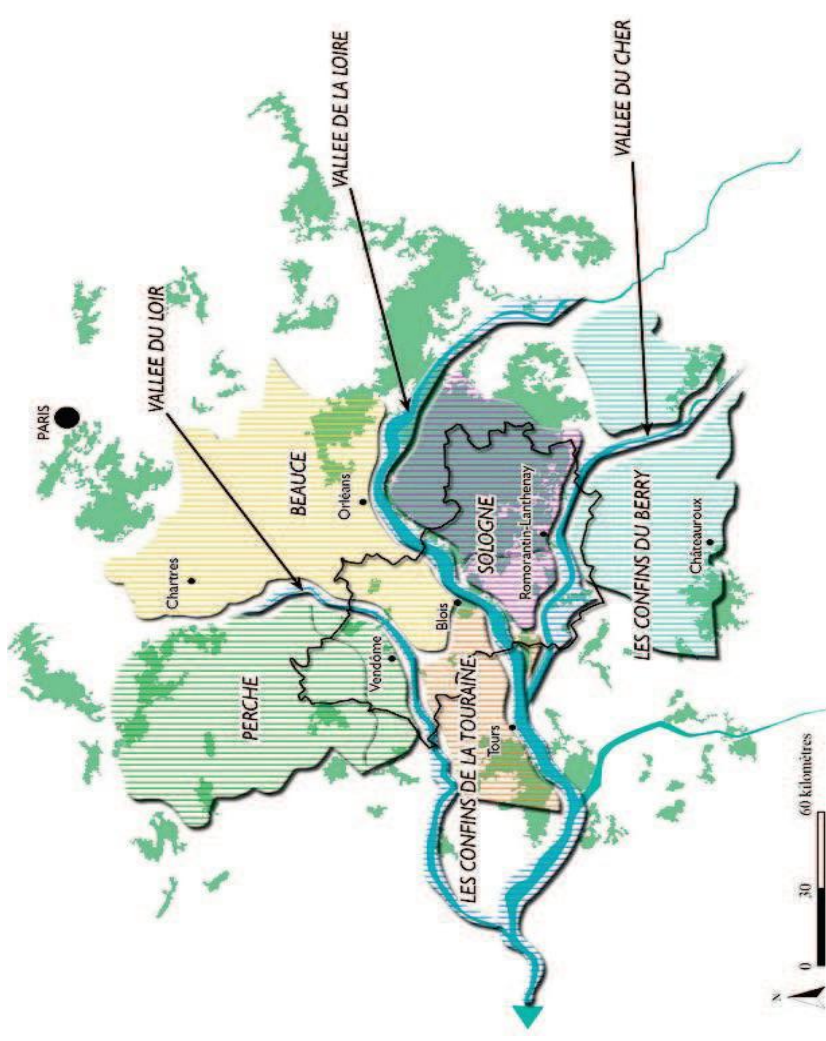 PARIS
VALLEE DU LOIR
Chartres
PERCHE
BEAUCE
VALLEE DE LA LOIRE
Orléans
Vendôme
Blois
LES CONFINS DE LA TOURAINE
SOLOGNE
Tours
Romorantin-Lanthenay
VALLEE DU CHER
LES CONFINS DU BERRY
Châteauroux
N
0 30 60 kilomètres